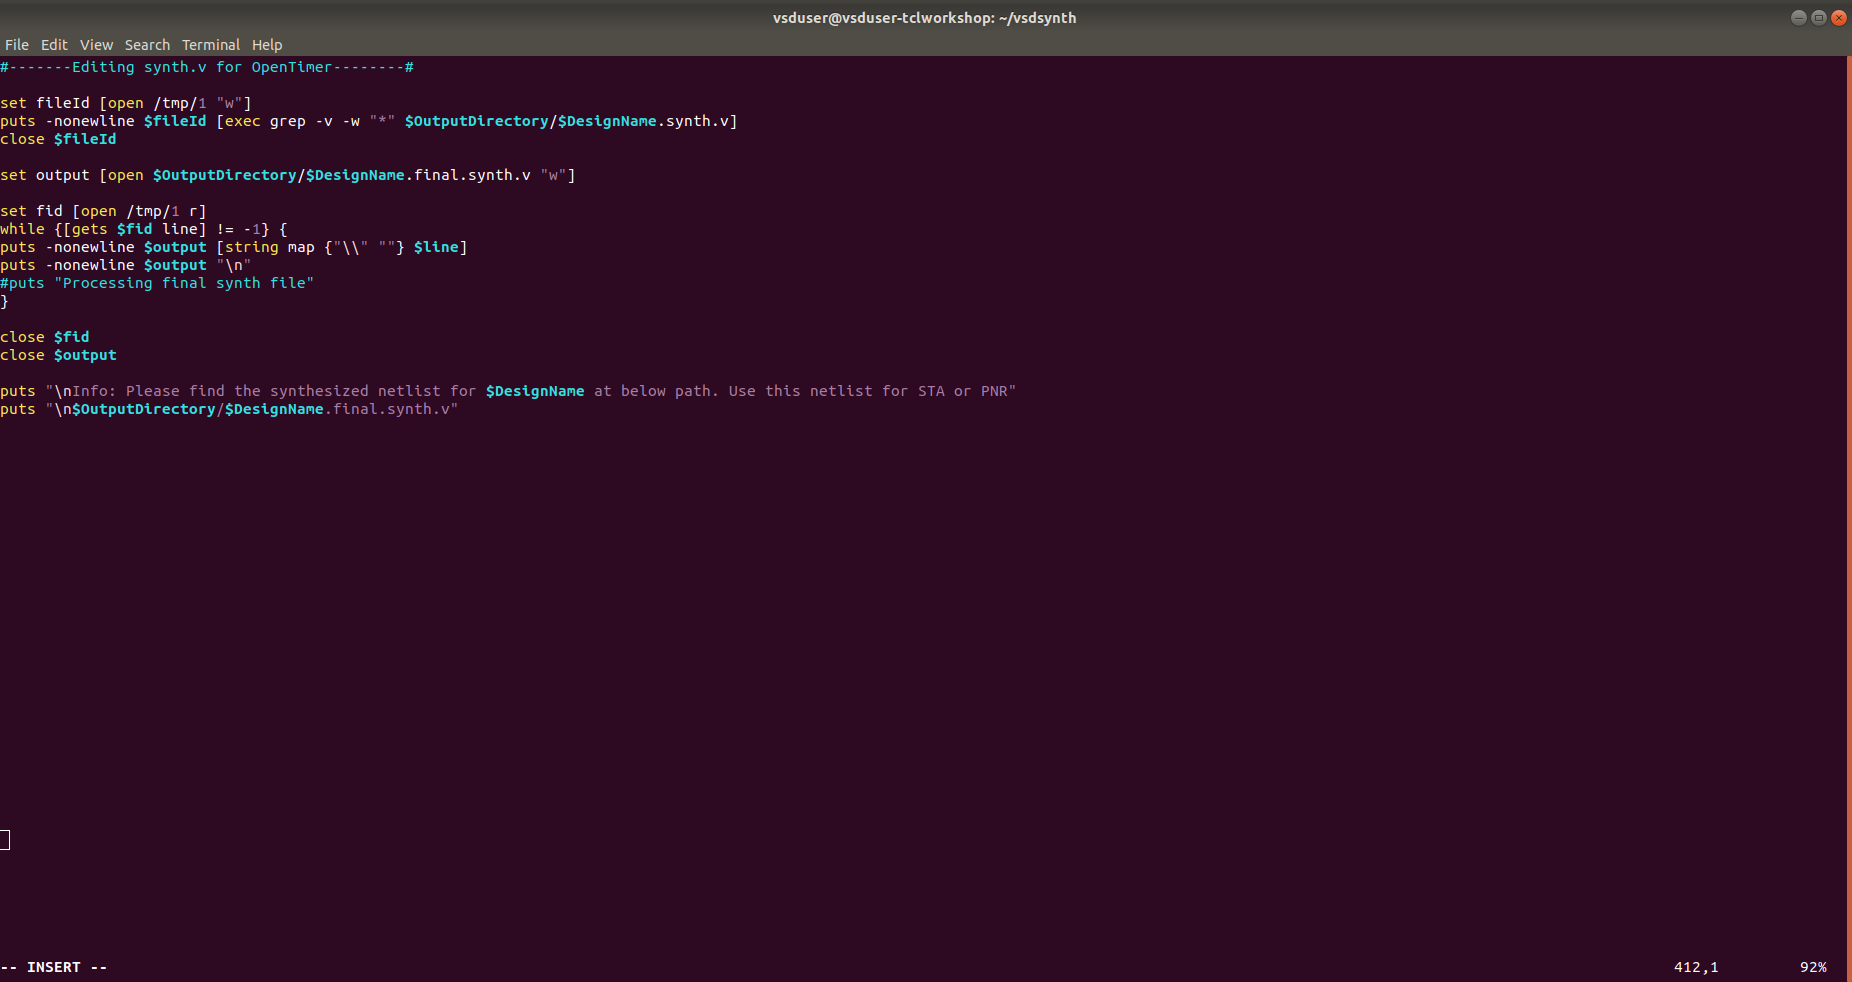 vsduser@vsduser-tclworkshop: ~/vsdsynth
File Edit View Search Terminal Help
#-------Editing synth.v for OpenTimer--------#
set fileId [open /tmp/1 "w"]
puts -nonewline $fileId [exec grep -v -w "*" $OutputDirectory/$DesignName.synth.v]
close $fileId
set output [open $OutputDirectory/$DesignName.final.synth.v "w"]
set fid [open /tmp/1 r]
while {[gets $fid line] != -1} {
puts -nonewline $output [string map {"\\" ""} $line]
puts -nonewline $output "\n"
#puts "Processing final synth file"
}
close $fid
close $output
puts "\nInfo: Please find the synthesized netlist for $DesignName at below path. Use this netlist for STA or PNR"
puts "\n$OutputDirectory/$DesignName.final.synth.v"
-- INSERT -- 412,1 92%